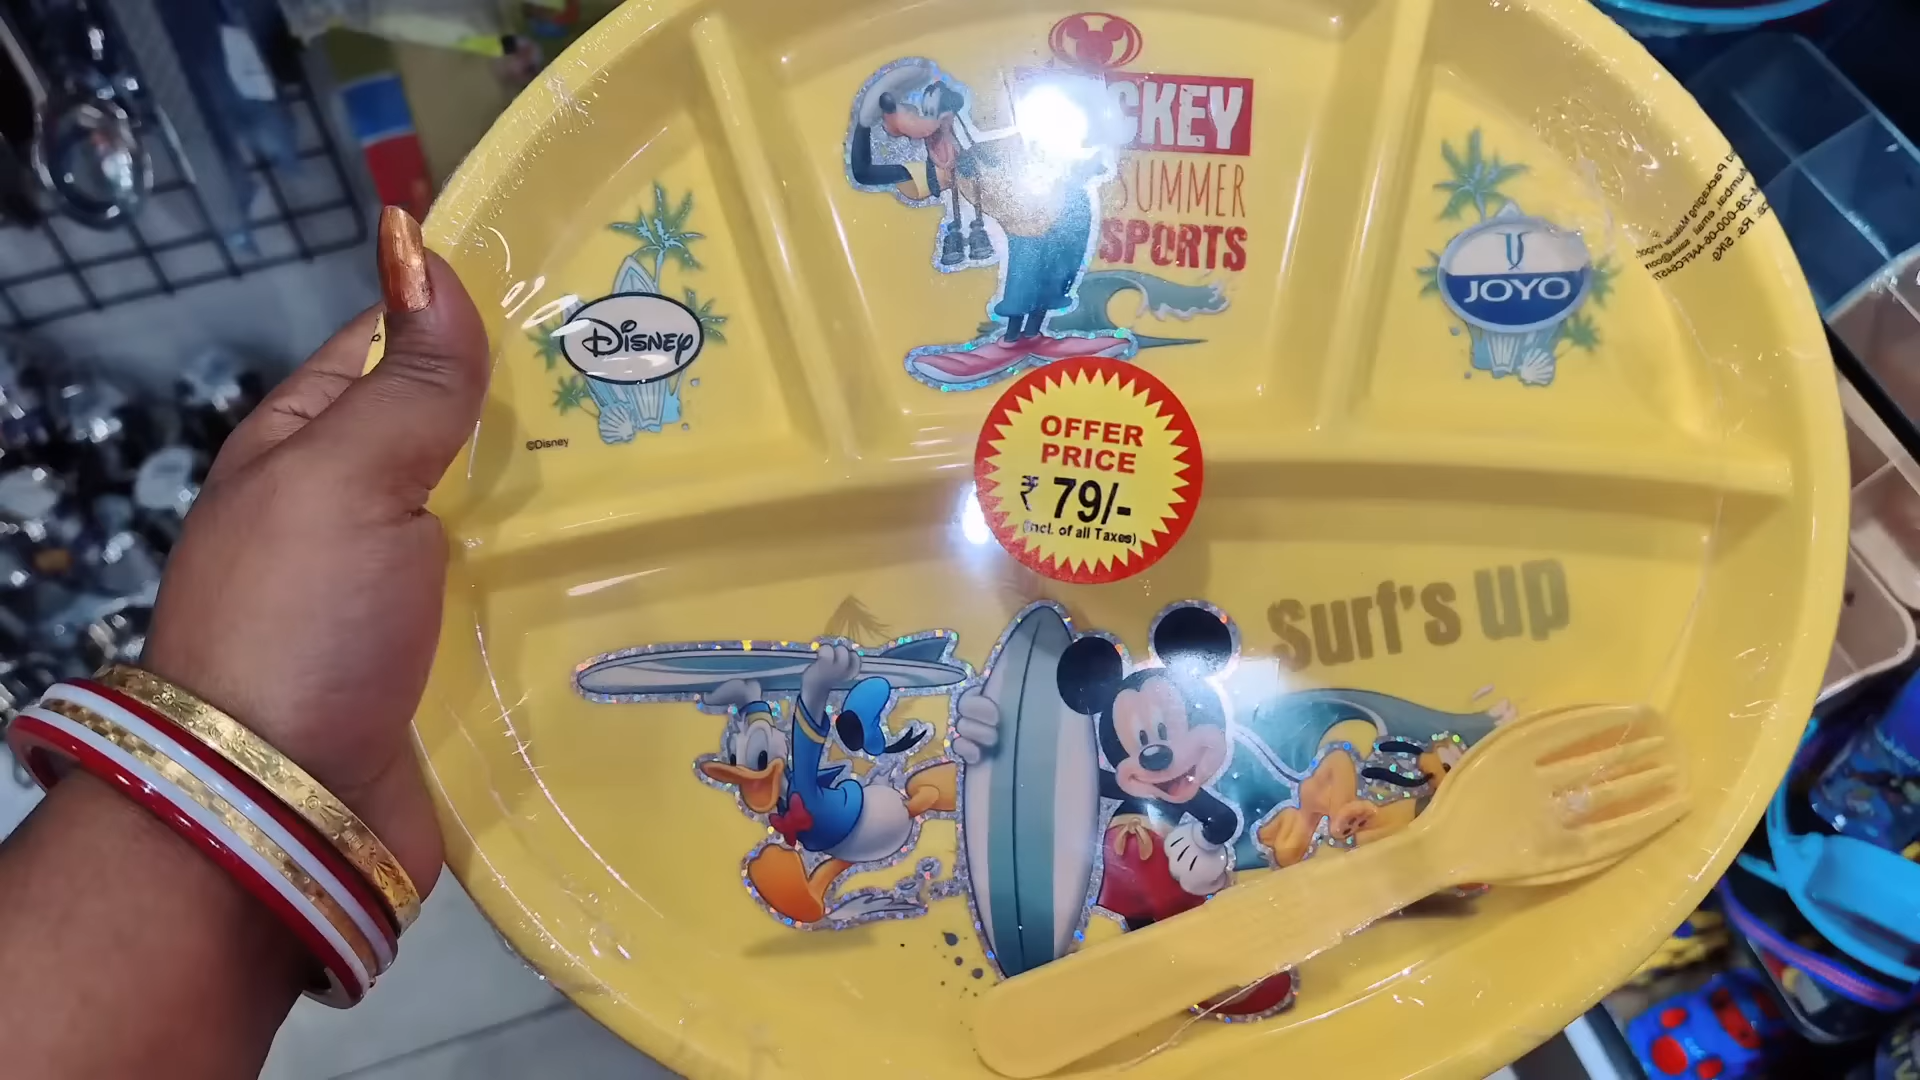 CKEY
SUMMER
SPORTS
DISNEY
JOYO
©Disney
OFFER
PRICE
₹ 79/-
(Incl. of all Taxes)
Surf's up